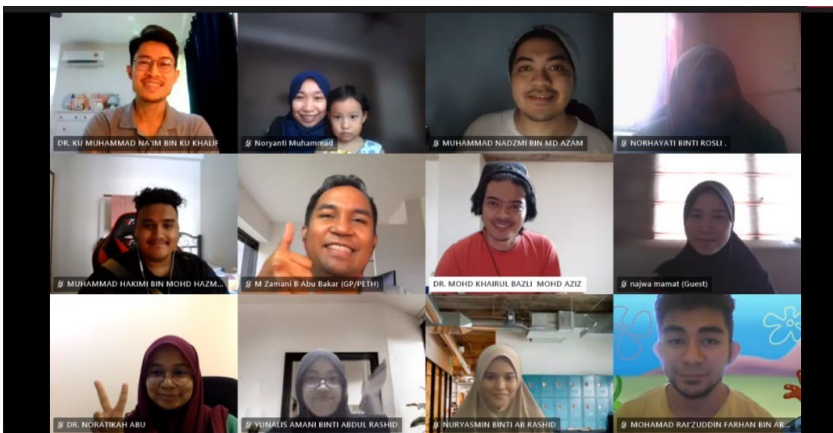 DR. KU MUHAMMAD NA'IM BIN KU KHALIF
Noryanti Muhammad
MUHAMMAD NADZMI BIN MD AZAM
NORHAYATI BINTI ROSLI .
MUHAMMAD HAKIMI BIN MOHD HAZM...
M Zamani B Abu Bakar (GP/PETH)
DR. MOHD KHAIRUL BAZLI MOHD AZIZ
najwa mamat (Guest)
DR. NORATIKAH ABU
YUNALIS AMANI BINTI ABDUL RASHID
NURYASMIN BINTI AB RASHID
MOHAMAD RAI'ZUDDIN FARHAN BIN AB...